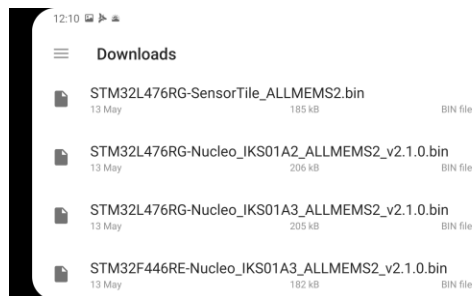 12:10
Downloads
STM32L476RG-SensorTile_ALLMEMS2.bin
13 May 185 kB BIN file
STM32L476RG-Nucleo_IKS01A2_ALLMEMS2_v2.1.0.bin
13 May 206 kB BIN file
STM32L476RG-Nucleo_IKS01A3_ALLMEMS2_v2.1.0.bin
13 May 205 kB BIN file
STM32F446RE-Nucleo_IKS01A3_ALLMEMS2_v2.1.0.bin
13 May 182 kB BIN file